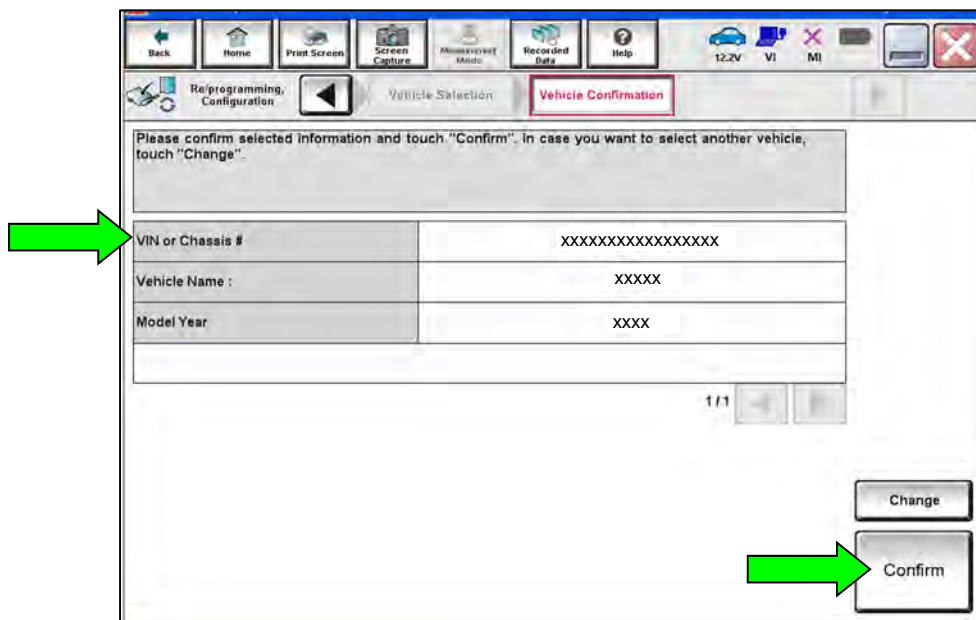 Back
Home
Print Screen
Screen
Capture
Measurement
Mode
Recorded
Data
Help
12.2V
VI
MI
Re/programming,
Configuration
Vehicle Selection
Vehicle Confirmation
Please confirm selected information and touch "Confirm". In case you want to select another vehicle,
touch "Change".
VIN or Chassis #
XXXXXXXXXXXXXXXXX
Vehicle Name :
XXXXX
Model Year
XXXX
1/1
Change
Confirm